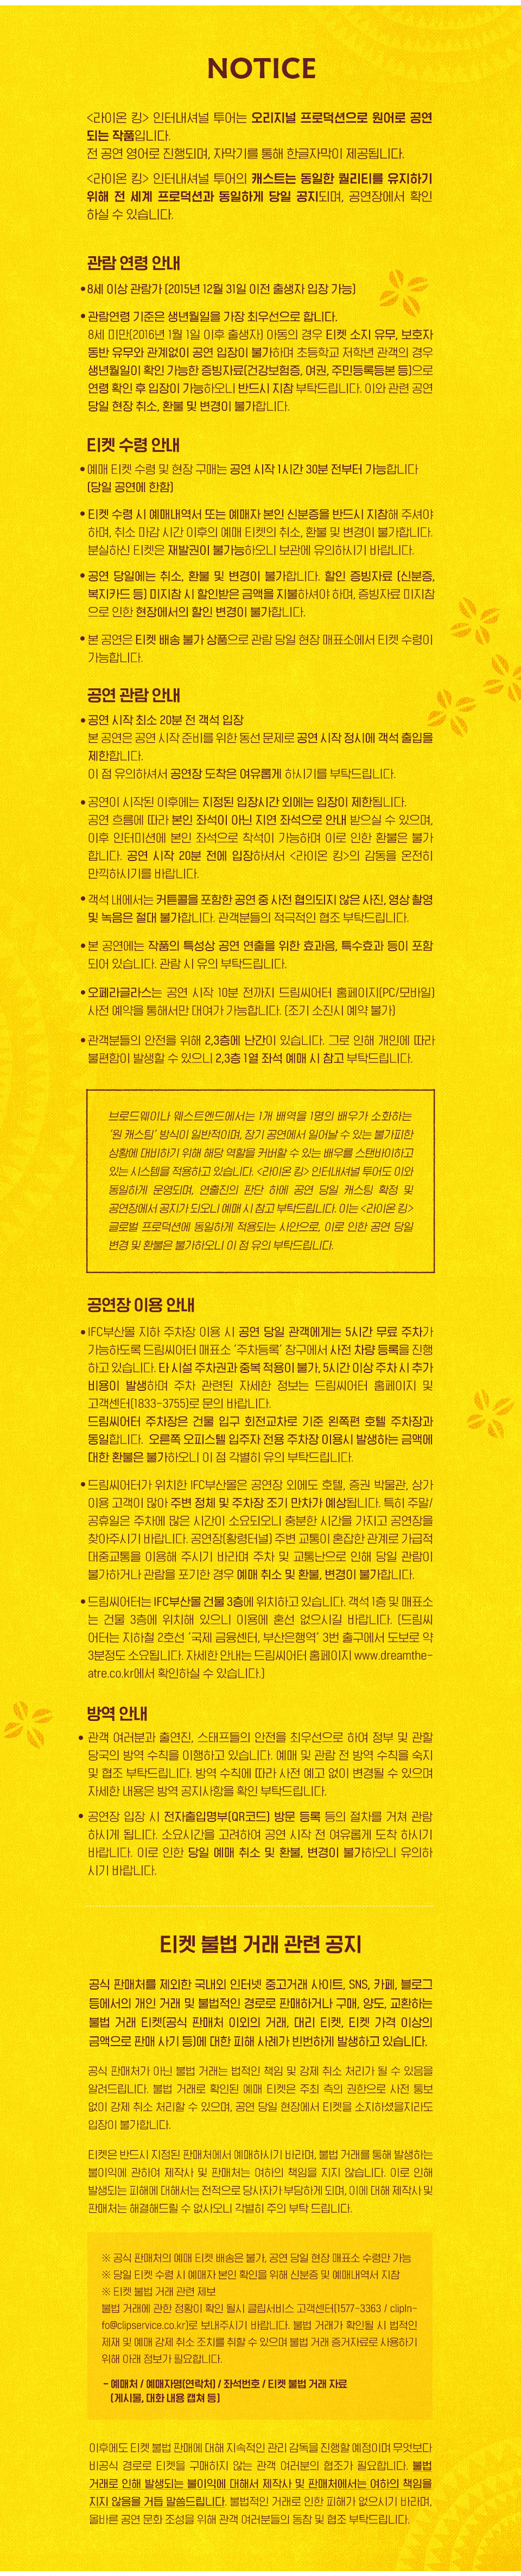 NOTICE
<라이온 킹> 인터내셔널 투어는 오리지널 프로덕션으로 원어로 공연
되는 작품입니다.
전 공연 영어로 진행되며, 자막기를 통해 한글자막이 제공됩니다.
<라이온 킹> 인터내셔널 투어의 캐스트는 동일한 퀄리티를 유지하기
위해 전 세계 프로덕션과 동일하게 당일 공지되며, 공연장에서 확인
하실 수 있습니다.
관람 연령 안내
•8세 이상 관람가 (2015년 12월 31일 이전 출생자 입장 가능)
•관람연령 기준은 생년월일을 가장 최우선으로 합니다.
8세 미만(2016년 1월 1일 이후 출생자) 아동의 경우 티켓 소지 유무, 보호자
동반 유무와 관계없이 공연 입장이 불가하며 초등학교 저학년 관객의 경우
생년월일이 확인 가능한 증빙자료(건강보험증, 여권, 주민등록등본 등)으로
연령 확인 후 입장이 가능하오니 반드시 지참 부탁드립니다. 이와 관련 공연
당일 현장 취소, 환불 및 변경이 불가합니다.
티켓 수령 안내
•예매 티켓 수령 및 현장 구매는 공연 시작 1시간 30분 전부터 가능합니다
(당일 공연에 한함)
•티켓 수령 시 예매내역서 또는 예매자 본인 신분증을 반드시 지참해 주셔야
하며, 취소 마감 시간 이후의 예매 티켓의 취소, 환불 및 변경이 불가합니다.
분실하신 티켓은 재발권이 불가능하오니 보관에 유의하시기 바랍니다.
•공연 당일에는 취소, 환불 및 변경이 불가합니다. 할인 증빙자료 (신분증,
복지카드 등) 미지참 시 할인받은 금액을 지불하셔야 하며, 증빙자료 미지참
으로 인한 현장에서의 할인 변경이 불가합니다.
•본 공연은 티켓 배송 불가 상품으로 관람 당일 현장 매표소에서 티켓 수령이
가능합니다.
공연 관람 안내
•공연 시작 최소 20분 전 객석 입장
본 공연은 공연 시작 준비를 위한 동선 문제로 공연 시작 정시에 객석 출입을
제한합니다.
이 점 유의하셔서 공연장 도착은 여유롭게 하시기를 부탁드립니다.
•공연이 시작된 이후에는 지정된 입장시간 외에는 입장이 제한됩니다.
공연 흐름에 따라 본인 좌석이 아닌 지연 좌석으로 안내 받으실 수 있으며,
이후 인터미션에 본인 좌석으로 착석이 가능하며 이로 인한 환불은 불가
합니다. 공연 시작 20분 전에 입장하셔서 <라이온 킹>의 감동을 온전히
만끽하시기를 바랍니다.
•객석 내에서는 커튼콜을 포함한 공연 중 사전 협의되지 않은 사진, 영상 촬영
및 녹음은 절대 불가합니다. 관객분들의 적극적인 협조 부탁드립니다.
•본 공연에는 작품의 특성상 공연 연출을 위한 효과음, 특수효과 등이 포함
되어 있습니다. 관람 시 유의 부탁드립니다.
•오페라글라스는 공연 시작 10분 전까지 드림씨어터 홈페이지(PC/모바일)
사전 예약을 통해서만 대여가 가능합니다. (조기 소진시 예약 불가)
•관객분들의 안전을 위해 2,3층에 난간이 있습니다. 그로 인해 개인에 따라
불편함이 발생할 수 있으니 2,3층 1열 좌석 예매 시 참고 부탁드립니다.
브로드웨이나 웨스트엔드에서는 1개 배역을 1명의 배우가 소화하는
‘원 캐스팅’ 방식이 일반적이며, 장기 공연에서 일어날 수 있는 불가피한
상황에 대비하기 위해 해당 역할을 커버할 수 있는 배우를 스탠바이하고
있는 시스템을 적용하고 있습니다. <라이온 킹> 인터내셔널 투어도 이와
동일하게 운영되며, 연출진의 판단 하에 공연 당일 캐스팅 확정 및
공연장에서 공지가 되오니 예매 시 참고 부탁드립니다. 이는 <라이온 킹>
글로벌 프로덕션에 동일하게 적용되는 사안으로, 이로 인한 공연 당일
변경 및 환불은 불가하오니 이 점 유의 부탁드립니다.
공연장 이용 안내
•IFC부산몰 지하 주차장 이용 시 공연 당일 관객에게는 5시간 무료 주차가
가능하도록 드림씨어터 매표소 ‘주차등록’ 창구에서 사전 차량 등록을 진행
하고 있습니다. 타 시설 주차권과 중복 적용이 불가, 5시간 이상 주차 시 추가
비용이 발생하며 주차 관련된 자세한 정보는 드림씨어터 홈페이지 및
고객센터(1833-3755)로 문의 바랍니다.
드림씨어터 주차장은 건물 입구 회전교차로 기준 왼쪽편 호텔 주차장과
동일합니다. 오른쪽 오피스텔 입주자 전용 주차장 이용시 발생하는 금액에
대한 환불은 불가하오니 이 점 각별히 유의 부탁드립니다.
•드림씨어터가 위치한 IFC부산몰은 공연장 외에도 호텔, 증권 박물관, 상가
이용 고객이 많아 주변 정체 및 주차장 조기 만차가 예상됩니다. 특히 주말/
공휴일은 주차에 많은 시간이 소요되오니 충분한 시간을 가지고 공연장을
찾아주시기 바랍니다. 공연장(황령터널) 주변 교통이 혼잡한 관계로 가급적
대중교통을 이용해 주시기 바라며 주차 및 교통난으로 인해 당일 관람이
불가하거나 관람을 포기한 경우 예매 취소 및 환불, 변경이 불가합니다.
•드림씨어터는 IFC부산몰 건물 3층에 위치하고 있습니다. 객석 1층 및 매표소
는 건물 3층에 위치해 있으니 이용에 혼선 없으시길 바랍니다. (드림씨
어터는 지하철 2호선 ‘국제 금융센터, 부산은행역’ 3번 출구에서 도보로 약
3분정도 소요됩니다. 자세한 안내는 드림씨어터 홈페이지 www.dreamthe-
atre.co.kr에서 확인하실 수 있습니다.)
방역 안내
•관객 여러분과 출연진, 스태프들의 안전을 최우선으로 하여 정부 및 관할
당국의 방역 수칙을 이행하고 있습니다. 예매 및 관람 전 방역 수칙을 숙지
및 협조 부탁드립니다. 방역 수칙에 따라 사전 예고 없이 변경될 수 있으며
자세한 내용은 방역 공지사항을 확인 부탁드립니다.
•공연장 입장 시 전자출입명부(QR코드) 방문 등록 등의 절차를 거쳐 관람
하시게 됩니다. 소요시간을 고려하여 공연 시작 전 여유롭게 도착 하시기
바랍니다. 이로 인한 당일 예매 취소 및 환불, 변경이 불가하오니 유의하
시기 바랍니다.
티켓 불법 거래 관련 공지
공식 판매처를 제외한 국내외 인터넷 중고거래 사이트, SNS, 카페, 블로그
등에서의 개인 거래 및 불법적인 경로로 판매하거나 구매, 양도, 교환하는
불법 거래 티켓(공식 판매처 이외의 거래, 대리 티켓, 티켓 가격 이상의
금액으로 판매 사기 등)에 대한 피해 사례가 빈번하게 발생하고 있습니다.
공식 판매처가 아닌 불법 거래는 법적인 책임 및 강제 취소 처리가 될 수 있음을
알려드립니다. 불법 거래로 확인된 예매 티켓은 주최 측의 권한으로 사전 통보
없이 강제 취소 처리할 수 있으며, 공연 당일 현장에서 티켓을 소지하셨을지라도
입장이 불가합니다.
티켓은 반드시 지정된 판매처에서 예매하시기 바라며, 불법 거래를 통해 발생하는
불이익에 관하여 제작사 및 판매처는 여하의 책임을 지지 않습니다. 이로 인해
발생되는 피해에 대해서는 전적으로 당사자가 부담하게 되며, 이에 대해 제작사 및
판매처는 해결해드릴 수 없사오니 각별히 주의 부탁 드립니다.
※ 공식 판매처의 예매 티켓 배송은 불가, 공연 당일 현장 매표소 수령만 가능
※ 당일 티켓 수령 시 예매자 본인 확인을 위해 신분증 및 예매내역서 지참
※ 티켓 불법 거래 관련 제보
불법 거래에 관한 정황이 확인 될시 클립서비스 고객센터(1577-3363 / clipin-
fo@clipservice.co.kr)로 보내주시기 바랍니다. 불법 거래가 확인될 시 법적인
제재 및 예매 강제 취소 조치를 취할 수 있으며 불법 거래 증거자료로 사용하기
위해 아래 정보가 필요합니다.
- 예매처 / 예매자명(연락처) / 좌석번호 / 티켓 불법 거래 자료
(게시물, 대화 내용 캡쳐 등)
이후에도 티켓 불법 판매에 대해 지속적인 관리 감독을 진행할 예정이며 무엇보다
비공식 경로로 티켓을 구매하지 않는 관객 여러분의 협조가 필요합니다. 불법
거래로 인해 발생되는 불이익에 대해서 제작사 및 판매처에서는 여하의 책임을
지지 않음을 거듭 말씀드립니다. 불법적인 거래로 인한 피해가 없으시기 바라며,
올바른 공연 문화 조성을 위해 관객 여러분들의 동참 및 협조 부탁드립니다.